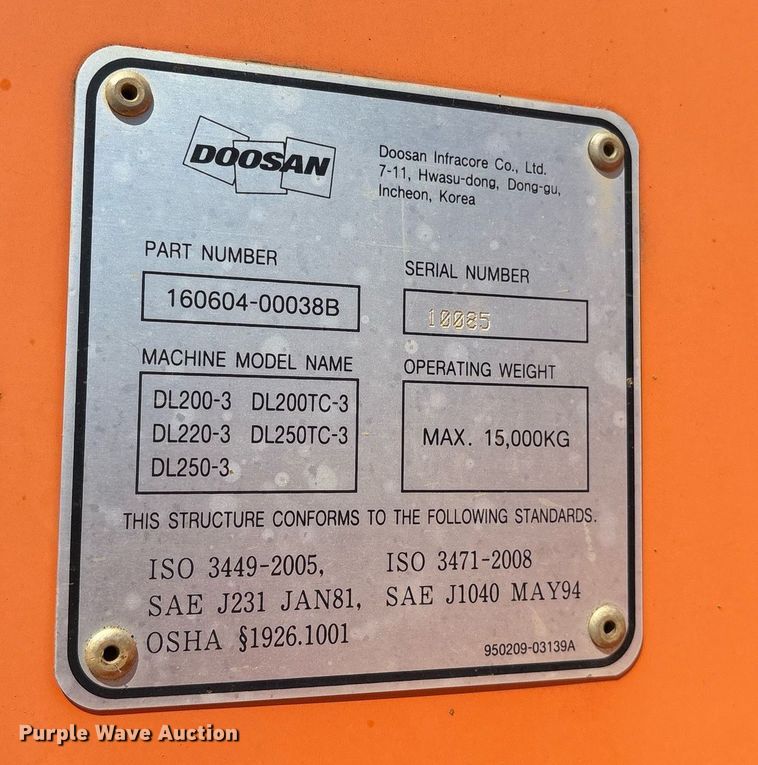 DOOSAN
Doosan Infracore Co., Ltd.
7-11, Hwasu-dong, Dong-gu,
Incheon, Korea
PART NUMBER
160604-00038B
SERIAL NUMBER
10085
MACHINE MODEL NAME
DL200-3 DL200TC-3
DL220-3 DL250TC-3
DL250-3
OPERATING WEIGHT
MAX. 15,000KG
THIS STRUCTURE CONFORMS TO THE FOLLOWING STANDARDS.
ISO 3449-2005, ISO 3471-2008
SAE J231 JAN81, SAE J1040 MAY94
OSHA §1926.1001
950209-03139A
Purple Wave Auction